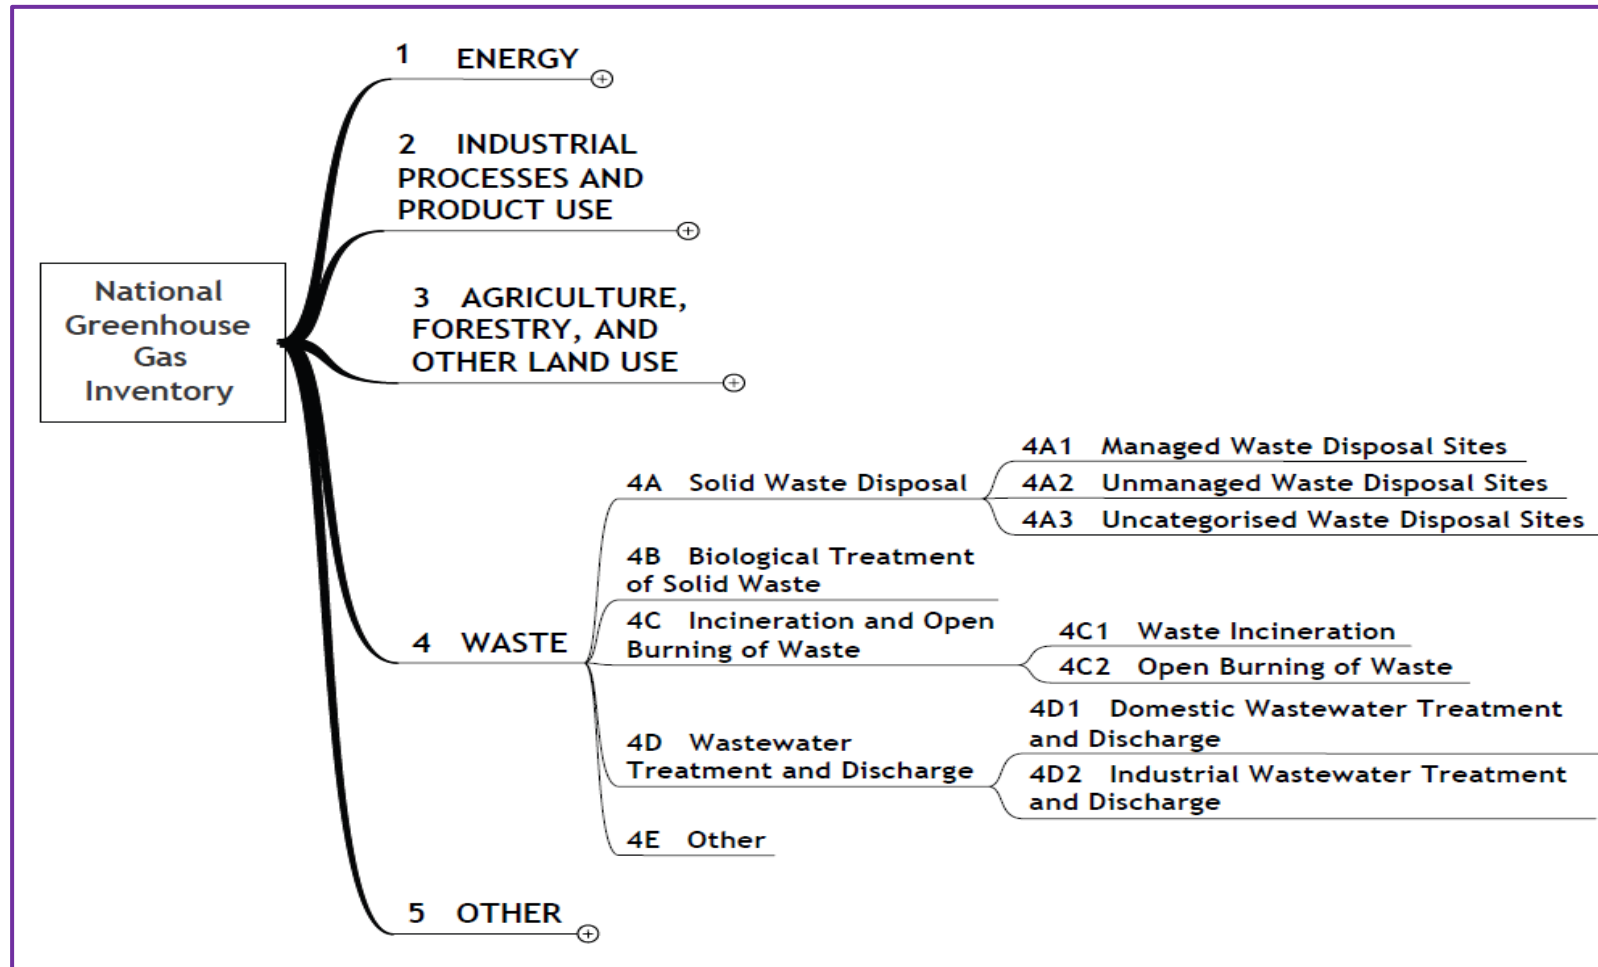 National
Greenhouse
Gas
Inventory
1 ENERGY
2 INDUSTRIAL
PROCESSES AND
PRODUCT USE
3 AGRICULTURE,
FORESTRY, AND
OTHER LAND USE
4 WASTE
4A Solid Waste Disposal
4A1 Managed Waste Disposal Sites
4A2 Unmanaged Waste Disposal Sites
4A3 Uncategorised Waste Disposal Sites
4B Biological Treatment
of Solid Waste
4C Incineration and Open
Burning of Waste
4C1 Waste Incineration
4C2 Open Burning of Waste
4D Wastewater
Treatment and Discharge
4D1 Domestic Wastewater Treatment
and Discharge
4D2 Industrial Wastewater Treatment
and Discharge
4E Other
5 OTHER